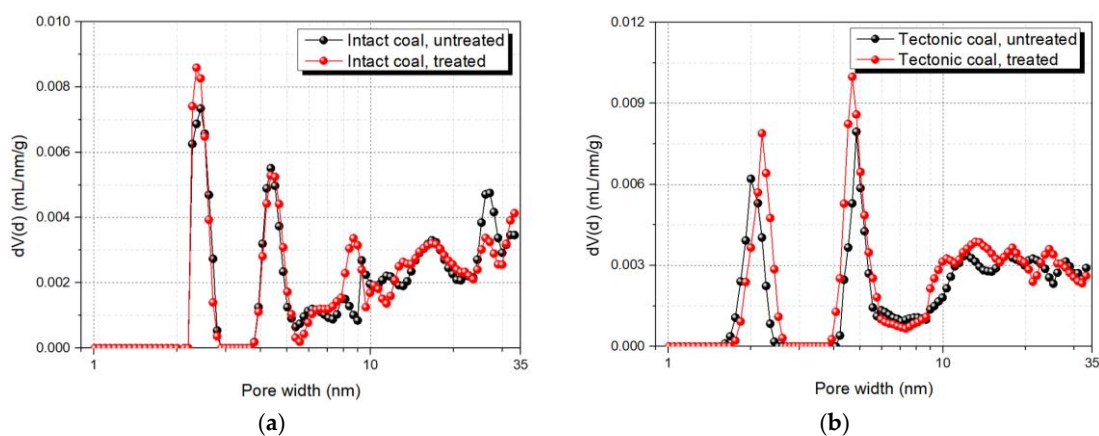 0.010
0.008
0.006
0.004
0.002
0.000
dV(d) (mL/nm/g)
Intact coal, untreated
Intact coal, treated
1
10
35
Pore width (nm)
(a)
0.012
0.009
0.006
0.003
0.000
dV(d) (mL/nm/g)
Tectonic coal, untreated
Tectonic coal, treated
1
10
35
Pore width (nm)
(b)